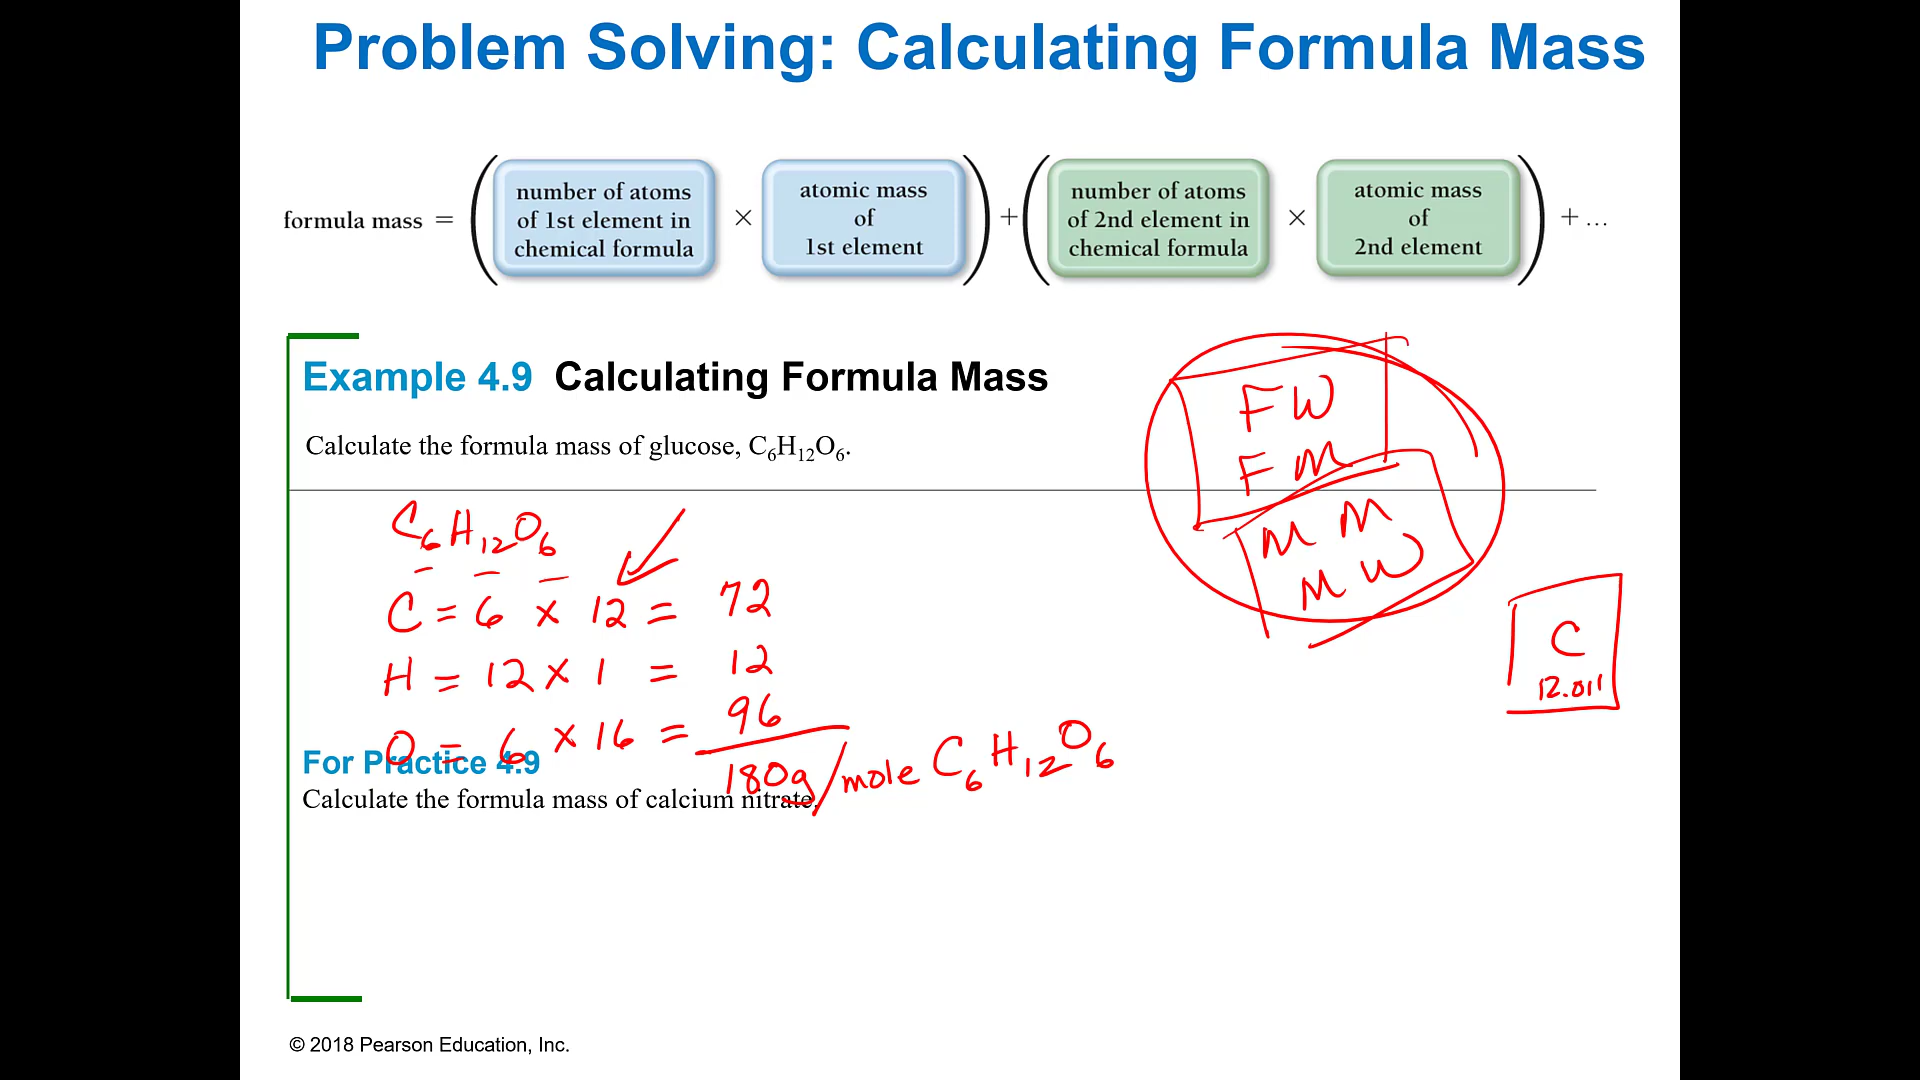 Problem Solving: Calculating Formula Mass
formula mass = ( number of atoms of 1st element in chemical formula × atomic mass of 1st element ) + ( number of atoms of 2nd element in chemical formula × atomic mass of 2nd element ) + ...
Example 4.9 Calculating Formula Mass
Calculate the formula mass of glucose, C₆H₁₂O₆.
FW
FM
MM
MW
C₆H₁₂O₆
C = 6 × 12 = 72
H = 12 × 1 = 12
O = 6 × 16 = 96
180g/mole C₆H₁₂O₆
C
12.011
For Practice 4.9
Calculate the formula mass of calcium nitrate.
© 2018 Pearson Education, Inc.